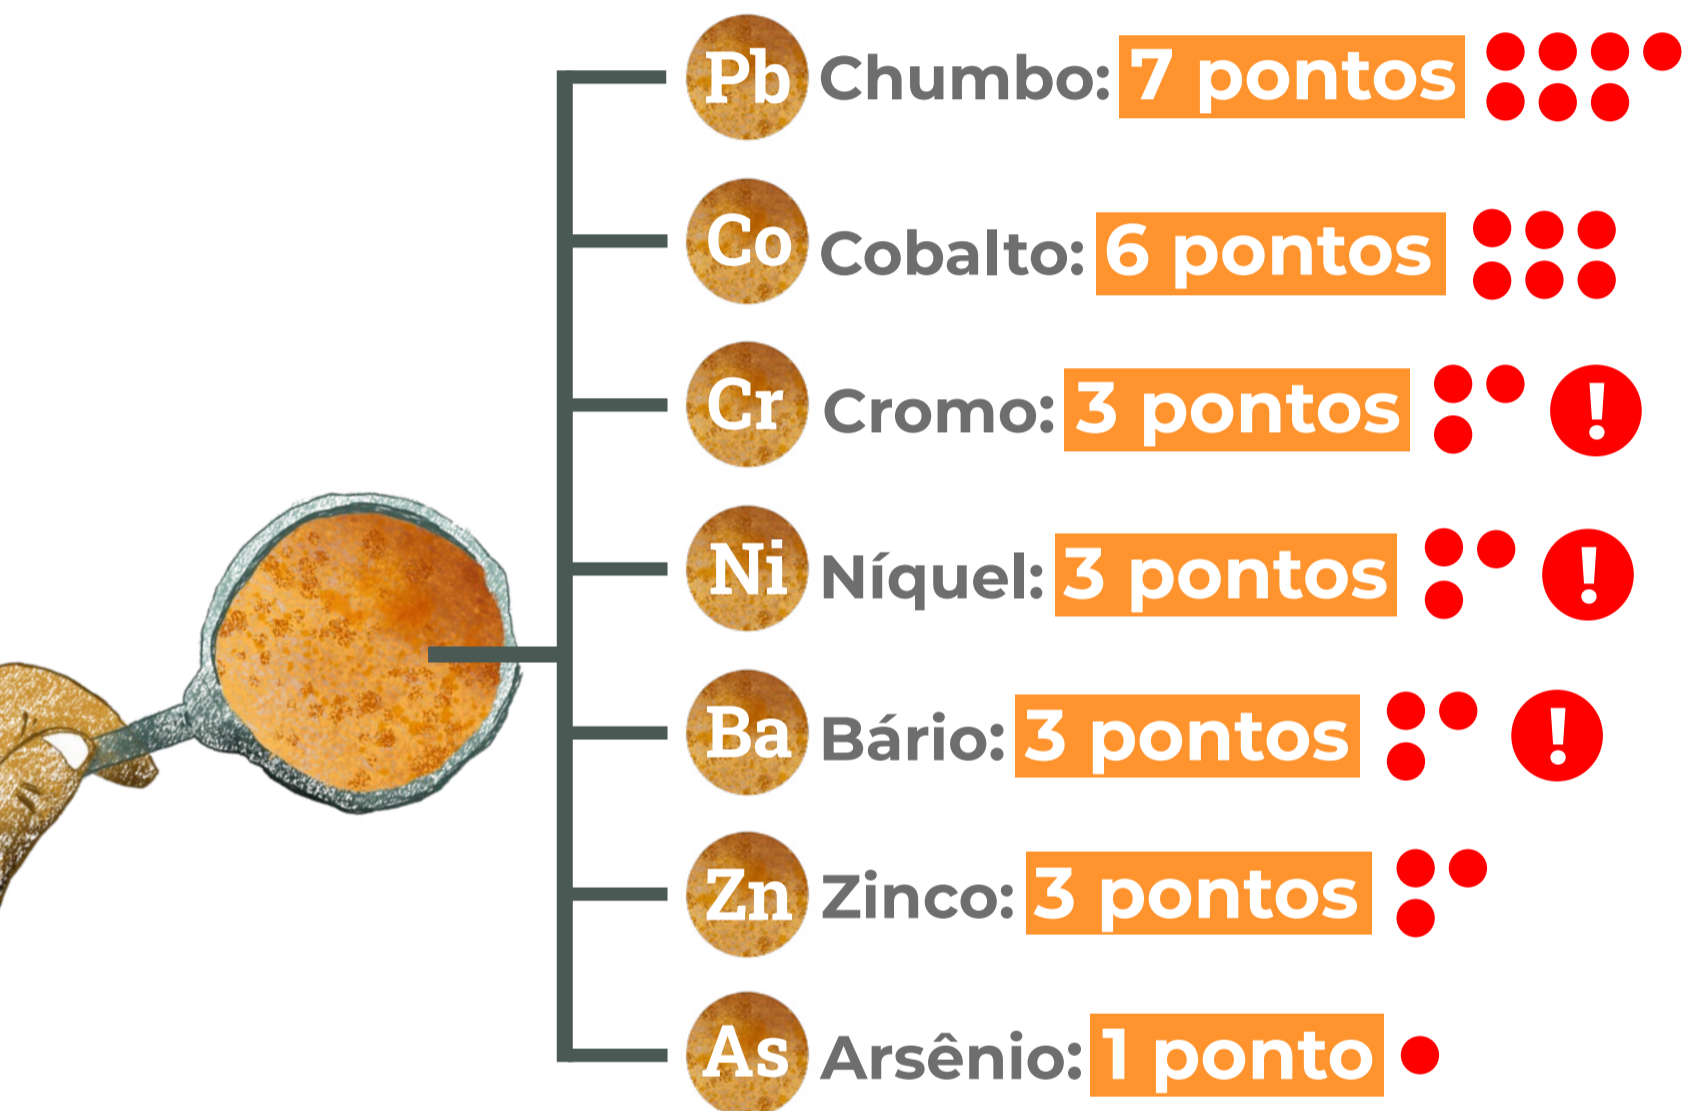 Pb Chumbo: 7 pontos
Co Cobalto: 6 pontos
Cr Cromo: 3 pontos !
Ni Níquel: 3 pontos !
Ba Bário: 3 pontos !
Zn Zinco: 3 pontos
As Arsênio: 1 ponto